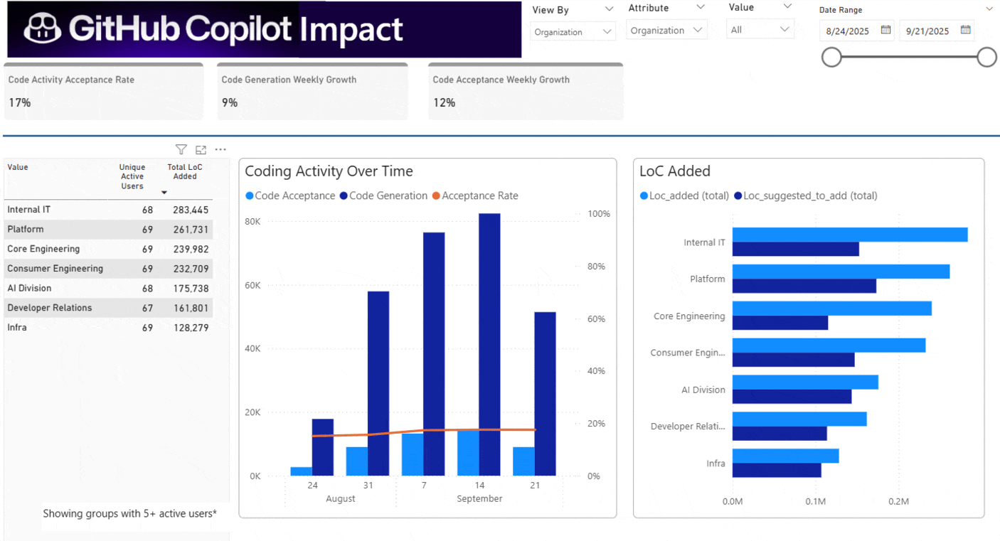 GitHub Copilot Impact
View By
Organization
Attribute
Organization
Value
All
Date Range
8/24/2025
9/21/2025
Code Activity Acceptance Rate
17%
Code Generation Weekly Growth
9%
Code Acceptance Weekly Growth
12%
Value Unique Active Users Total LoC Added
Internal IT 68 283,445
Platform 69 261,731
Core Engineering 69 239,982
Consumer Engineering 69 232,709
AI Division 68 175,738
Developer Relations 67 161,801
Infra 69 128,279
Showing groups with 5+ active users*
Coding Activity Over Time
Code Acceptance Code Generation Acceptance Rate
80K
60K
40K
20K
0K
100%
80%
60%
40%
20%
0%
24 31 7 14 21
August September
LoC Added
Loc_added (total) Loc_suggested_to_add (total)
Internal IT
Platform
Core Engineering
Consumer Engin...
AI Division
Developer Relati...
Infra
0.0M 0.1M 0.2M